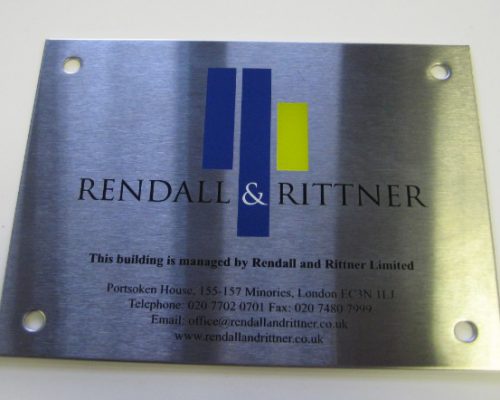 RENDALL & RITTNER
This building is managed by Rendall and Rittner Limited
Portsoken House, 155-157 Minories, London EC3N 1LJ
Telephone: 020 7702 0701 Fax: 020 7480 7999
Email: office@rendallandrittner.co.uk
www.rendallandrittner.co.uk